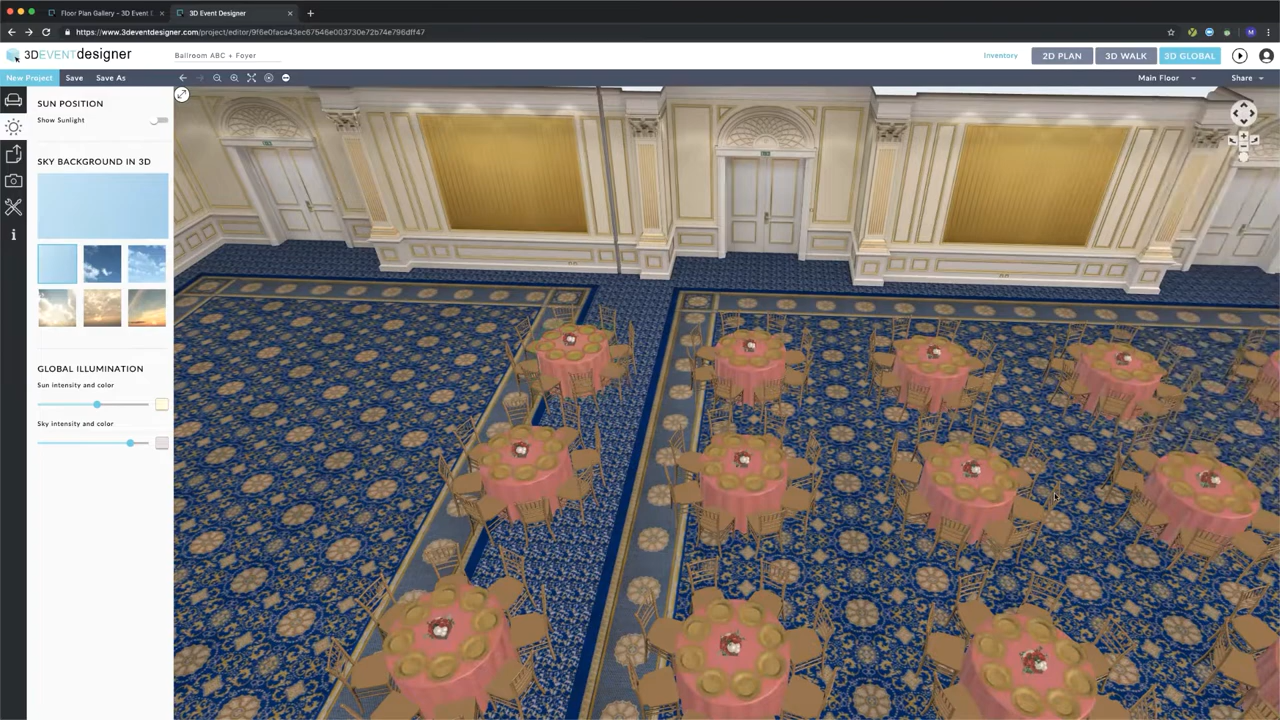 Floor Plan Gallery – 3D Event D
3D Event Designer
https://www.3deventdesigner.com/project/editor/9f6e0faca43ec67546e003730e72b74e796dff47
M
3DEVENTdesigner
Ballroom ABC + Foyer
Inventory
2D PLAN
3D WALK
3D GLOBAL
New Project
Save
Save As
Main Floor
Share
SUN POSITION
Show Sunlight
SKY BACKGROUND IN 3D
GLOBAL ILLUMINATION
Sun intensity and color
Sky intensity and color